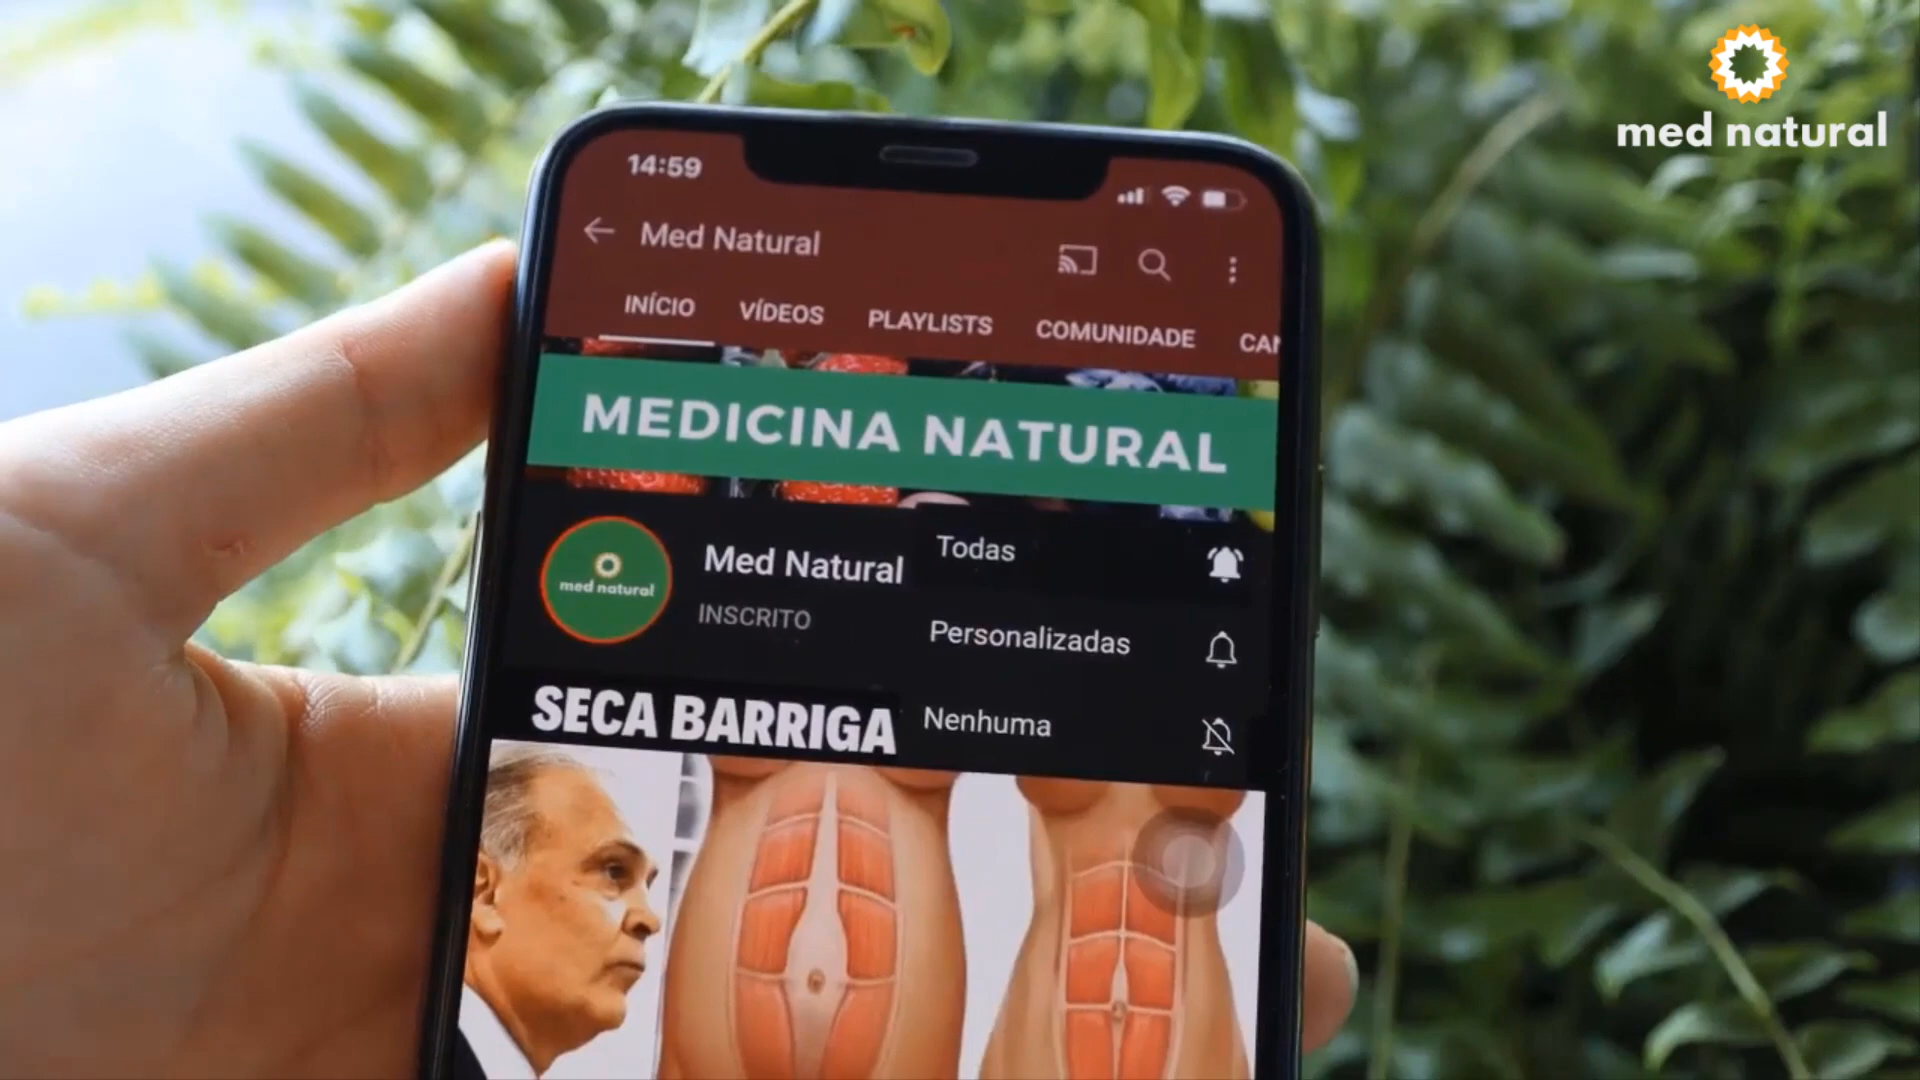 med natural
14:59
Med Natural
INÍCIO VÍDEOS PLAYLISTS COMUNIDADE CAN
MEDICINA NATURAL
med natural
Med Natural
INSCRITO
Todas
Personalizadas
Nenhuma
SECA BARRIGA